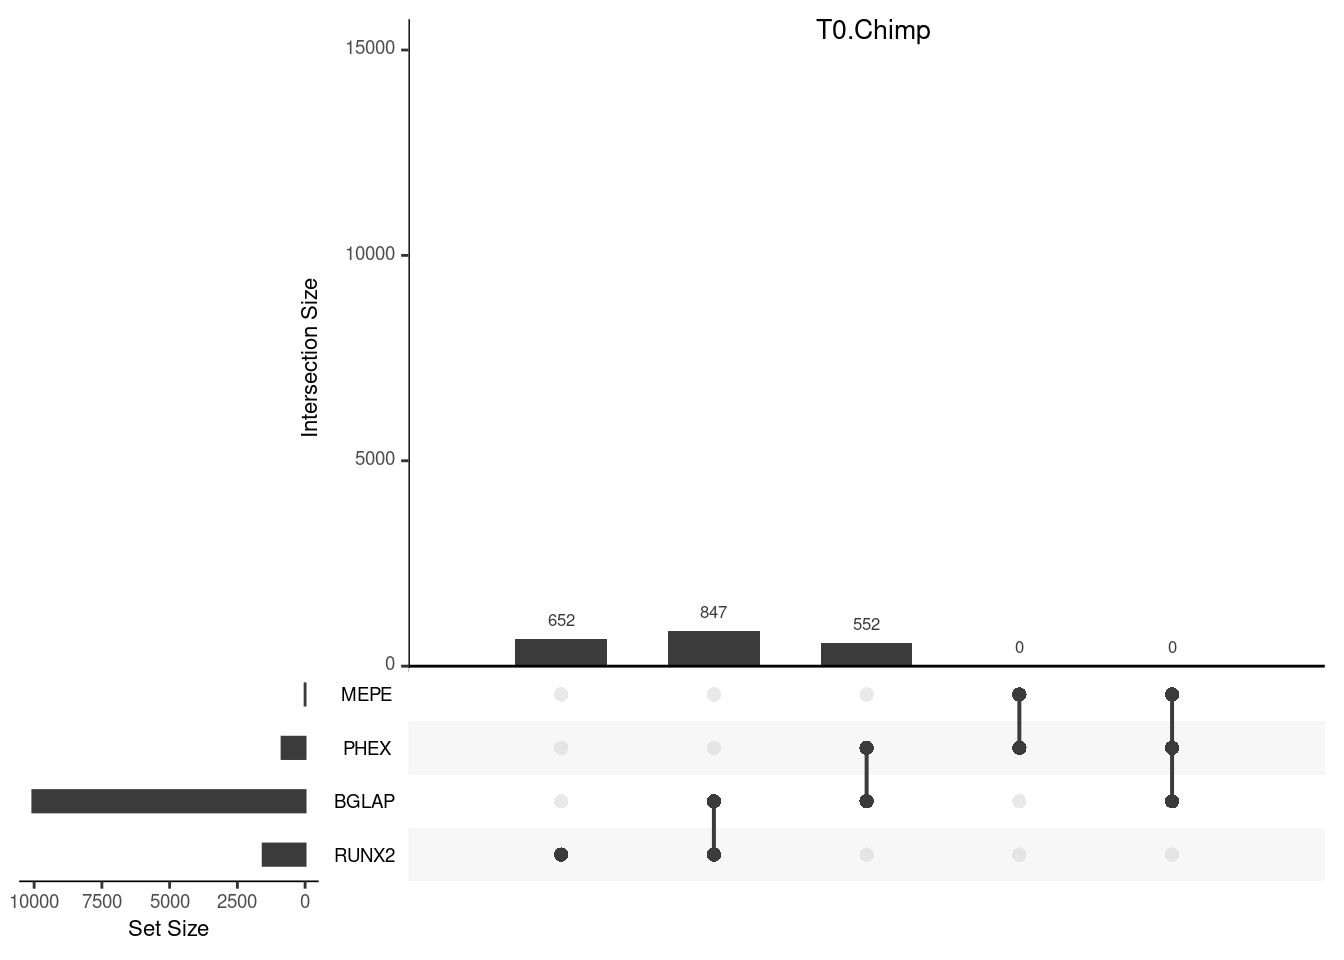 T0.Chimp
15000
10000
5000
0
Intersection Size
652
847
552
0
0
MEPE
PHEX
BGLAP
RUNX2
10000 7500 5000 2500 0
Set Size